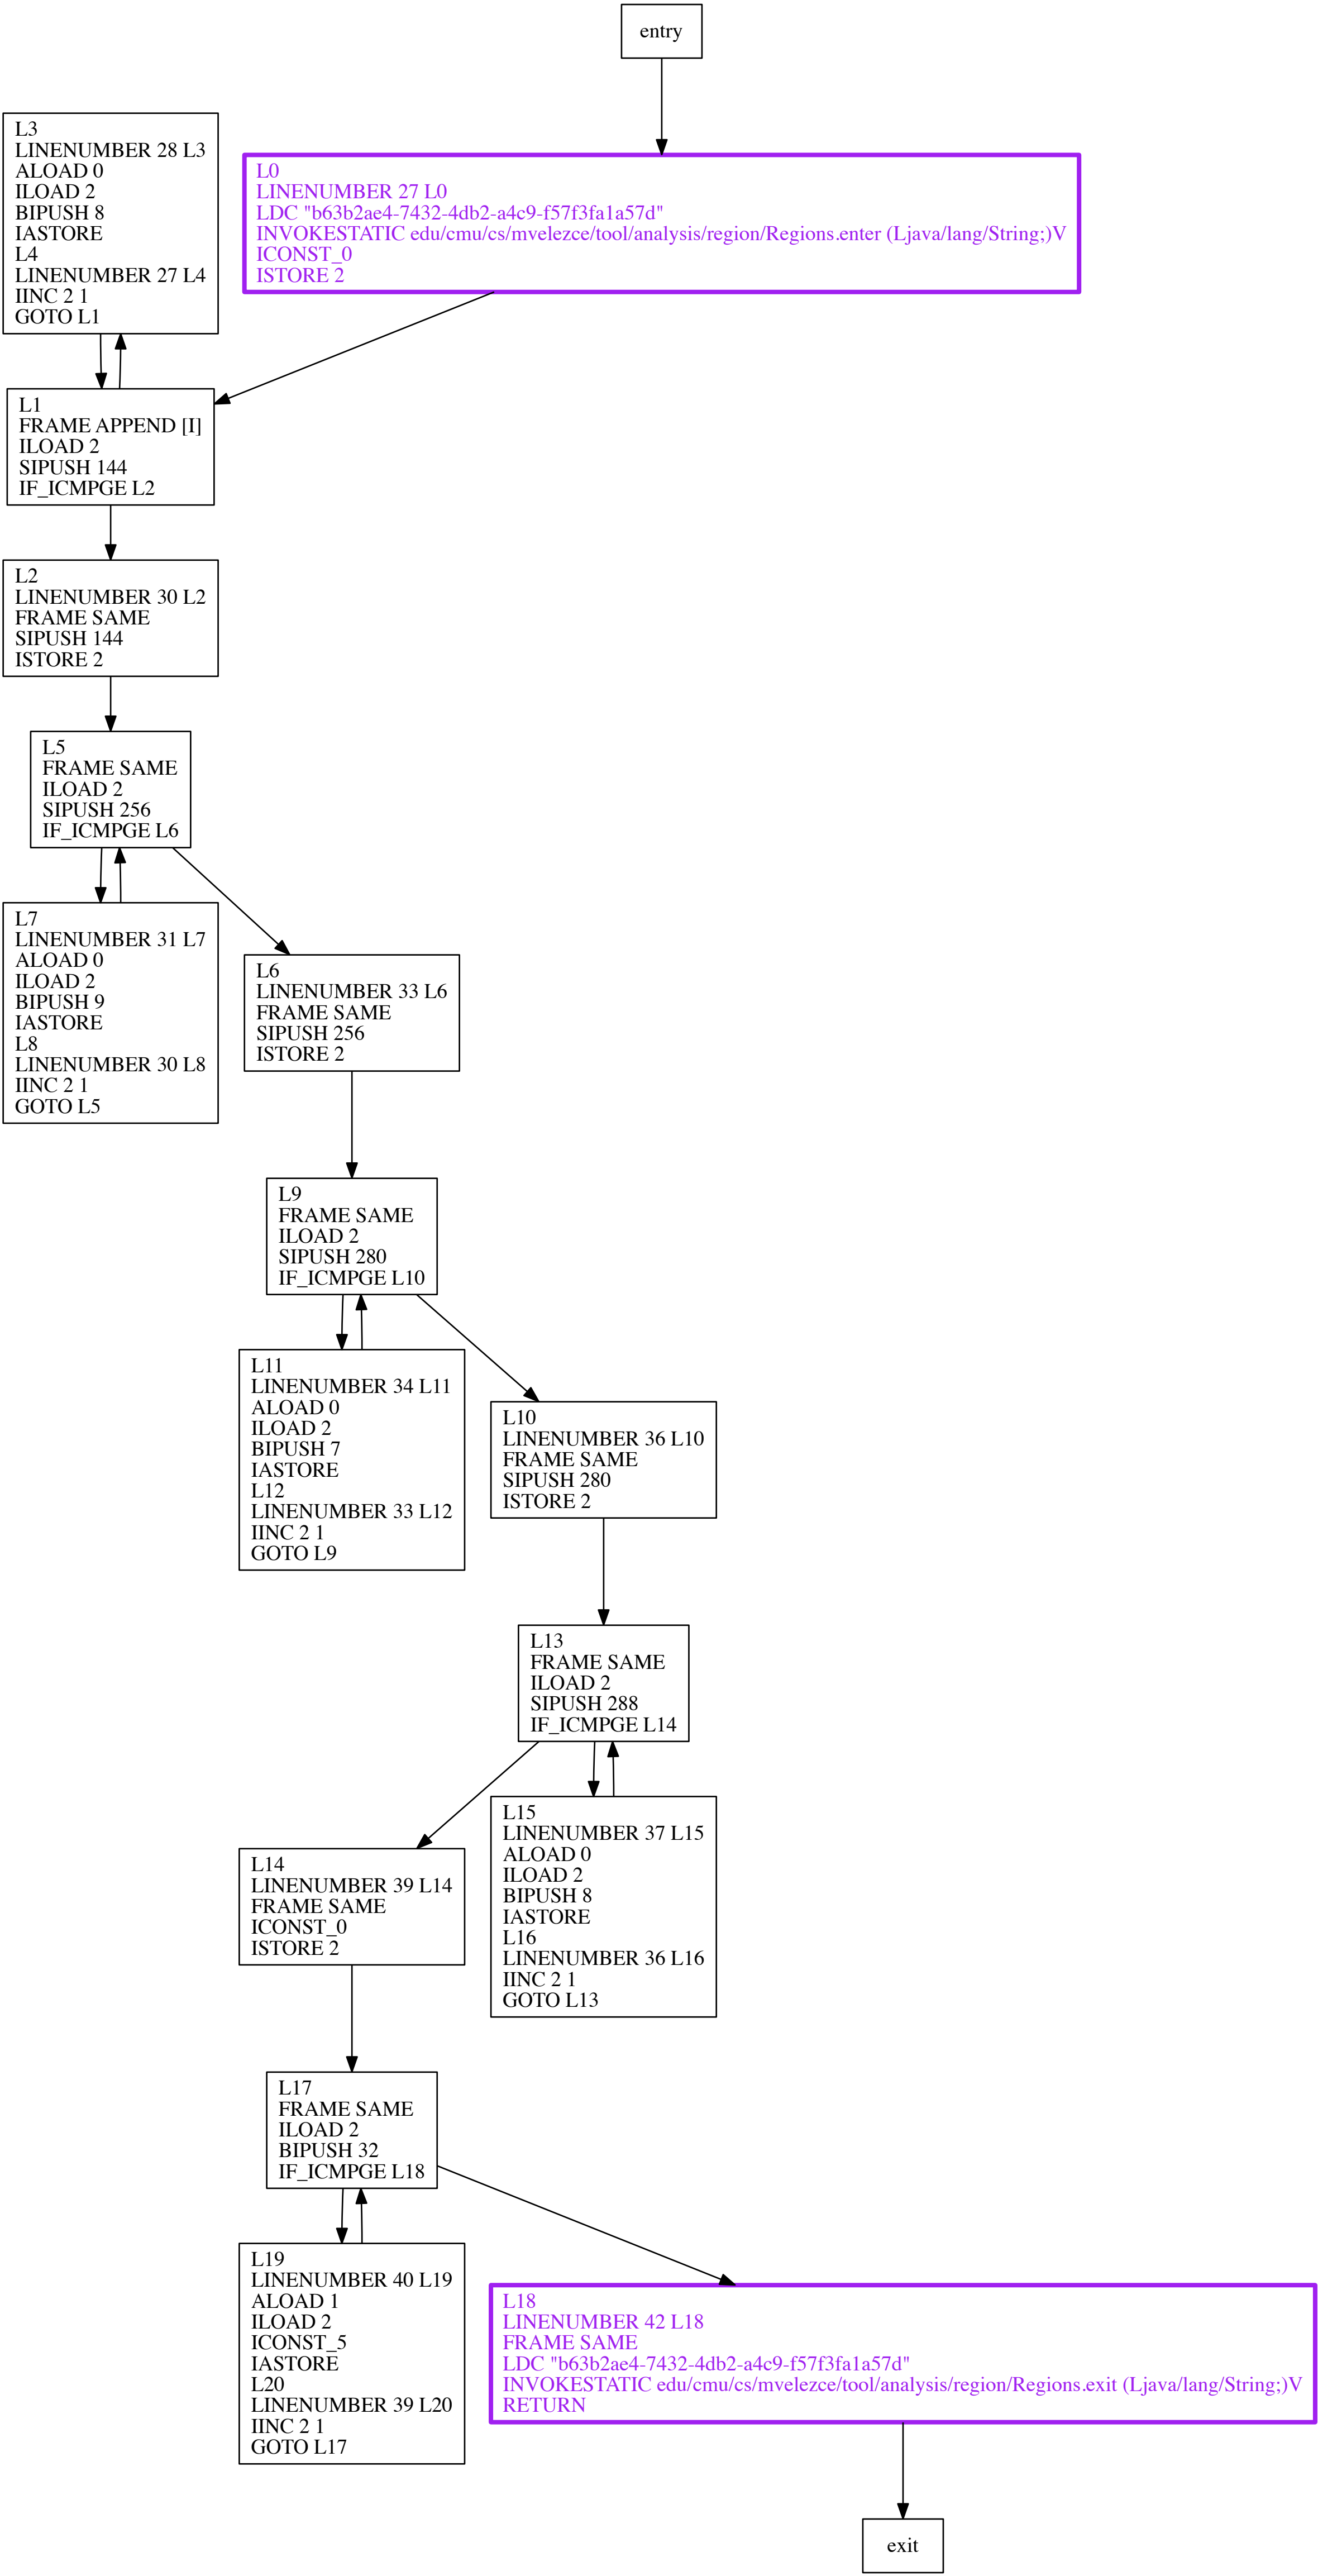 entry
L3
LINENUMBER 28 L3
ALOAD 0
ILOAD 2
BIPUSH 8
IASTORE
L4
LINENUMBER 27 L4
IINC 2 1
GOTO L1
L0
LINENUMBER 27 L0
LDC "b63b2ae4-7432-4db2-a4c9-f57f3fa1a57d"
INVOKESTATIC edu/cmu/cs/mvelezce/tool/analysis/region/Regions.enter (Ljava/lang/String;)V
ICONST_0
ISTORE 2
L1
FRAME APPEND [I]
ILOAD 2
SIPUSH 144
IF_ICMPGE L2
L2
LINENUMBER 30 L2
FRAME SAME
SIPUSH 144
ISTORE 2
L5
FRAME SAME
ILOAD 2
SIPUSH 256
IF_ICMPGE L6
L7
LINENUMBER 31 L7
ALOAD 0
ILOAD 2
BIPUSH 9
IASTORE
L8
LINENUMBER 30 L8
IINC 2 1
GOTO L5
L6
LINENUMBER 33 L6
FRAME SAME
SIPUSH 256
ISTORE 2
L9
FRAME SAME
ILOAD 2
SIPUSH 280
IF_ICMPGE L10
L11
LINENUMBER 34 L11
ALOAD 0
ILOAD 2
BIPUSH 7
IASTORE
L12
LINENUMBER 33 L12
IINC 2 1
GOTO L9
L10
LINENUMBER 36 L10
FRAME SAME
SIPUSH 280
ISTORE 2
L13
FRAME SAME
ILOAD 2
SIPUSH 288
IF_ICMPGE L14
L15
LINENUMBER 37 L15
ALOAD 0
ILOAD 2
BIPUSH 8
IASTORE
L16
LINENUMBER 36 L16
IINC 2 1
GOTO L13
L14
LINENUMBER 39 L14
FRAME SAME
ICONST_0
ISTORE 2
L17
FRAME SAME
ILOAD 2
BIPUSH 32
IF_ICMPGE L18
L19
LINENUMBER 40 L19
ALOAD 1
ILOAD 2
ICONST_5
IASTORE
L20
LINENUMBER 39 L20
IINC 2 1
GOTO L17
L18
LINENUMBER 42 L18
FRAME SAME
LDC "b63b2ae4-7432-4db2-a4c9-f57f3fa1a57d"
INVOKESTATIC edu/cmu/cs/mvelezce/tool/analysis/region/Regions.exit (Ljava/lang/String;)V
RETURN
exit